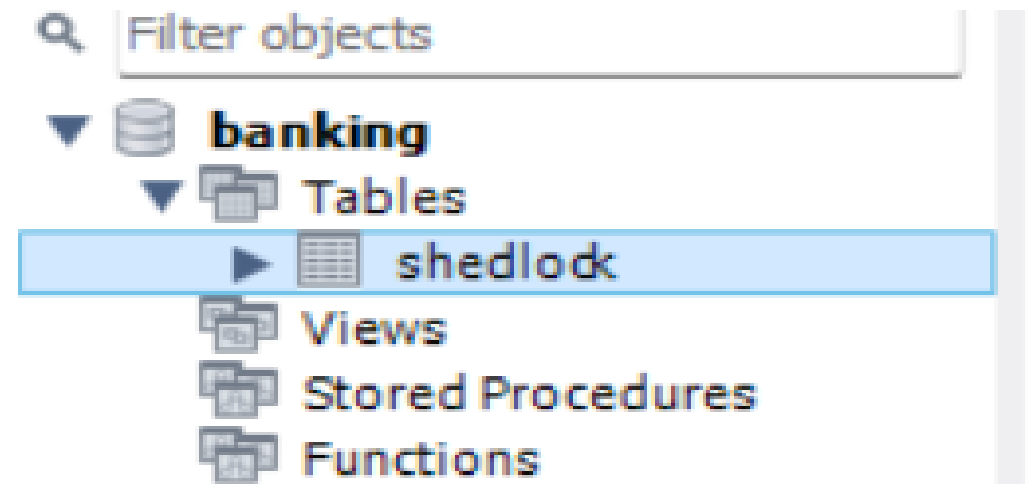 Filter objects
banking
Tables
shedlock
Views
Stored Procedures
Functions